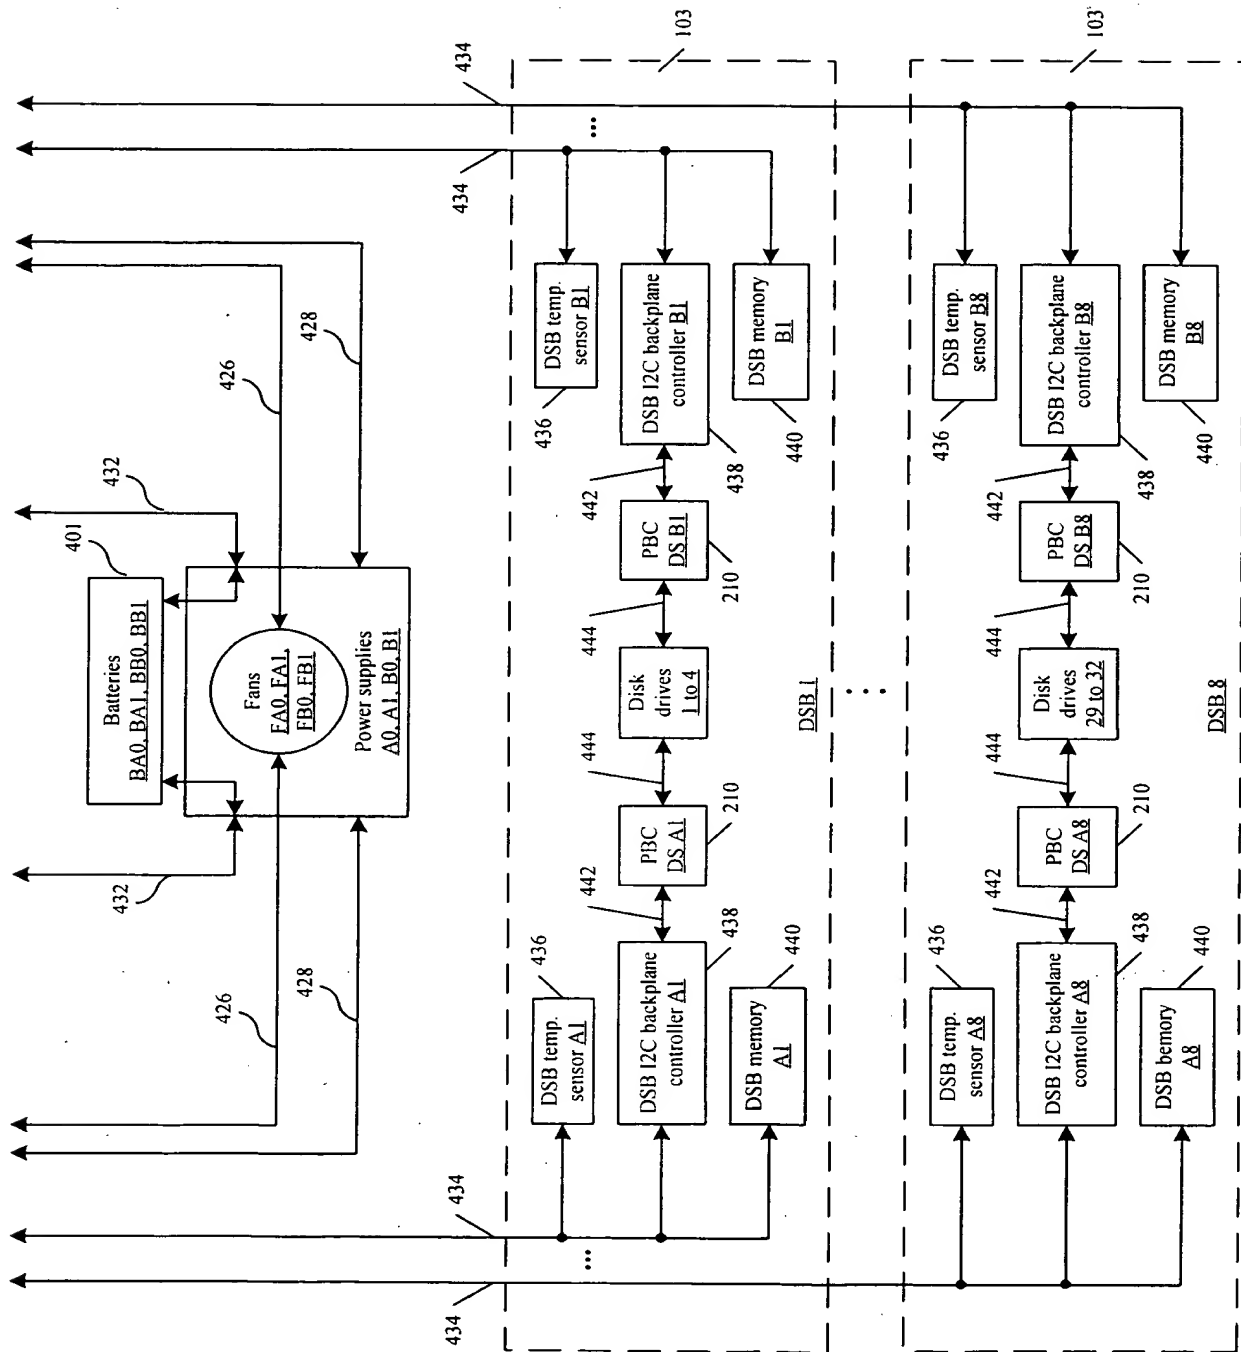 432
401
432
Batteries
BA0, BA1, BB0, BB1
426
428
Fans
FA0, FA1,
FB0, FB1
Power supplies
A0, A1, B0, B1
426
428
434
434
434
434
103
...
...
436
DSB temp.
sensor A1
DSB temp.
sensor B1
436
DSB I2C backplane
controller A1
438
442
PBC
DS A1
210
444
Disk
drives
1 to 4
444
PBC
DS B1
210
442
DSB I2C backplane
controller B1
438
DSB memory
A1
440
DSB memory
B1
440
DSB 1
...
103
436
DSB temp.
sensor A8
DSB temp.
sensor B8
436
DSB I2C backplane
controller A8
438
442
PBC
DS A8
210
444
Disk
drives
29 to 32
444
PBC
DS B8
210
442
DSB I2C backplane
controller B8
438
DSB bemory
A8
440
DSB memory
B8
440
DSB 8